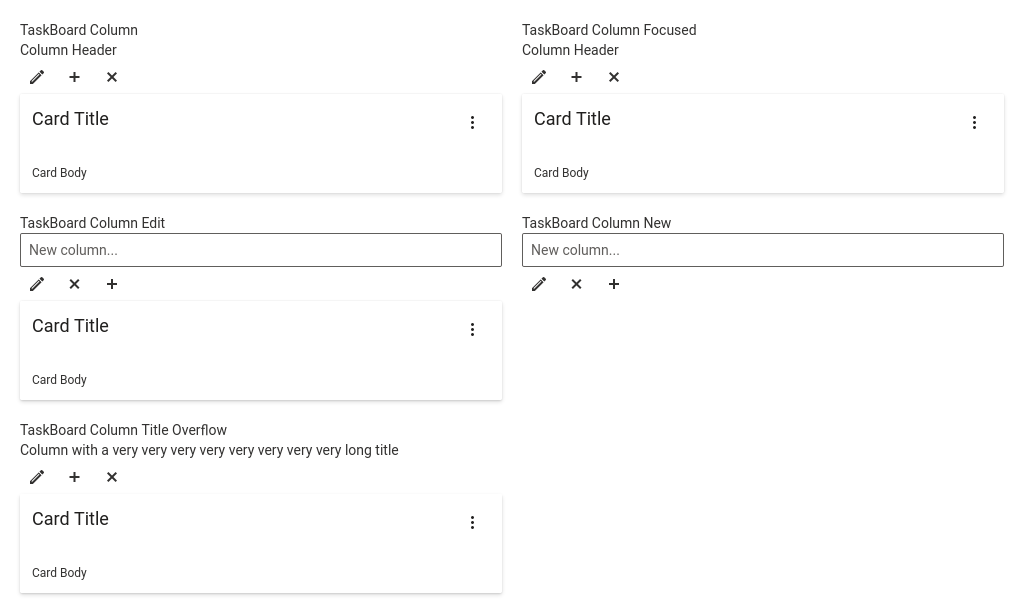 TaskBoard Column
Column Header
Card Title
Card Body
TaskBoard Column Focused
Column Header
Card Title
Card Body
TaskBoard Column Edit
New column...
Card Title
Card Body
TaskBoard Column New
New column...
TaskBoard Column Title Overflow
Column with a very very very very very very very very long title
Card Title
Card Body